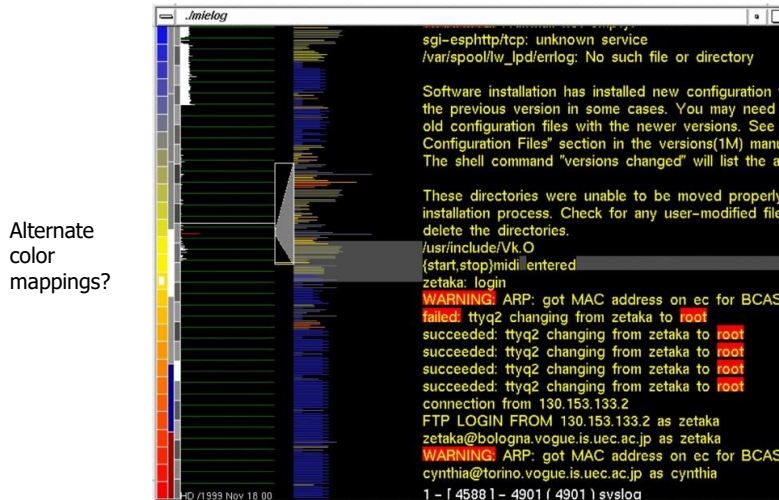 ./mielog
sgi-esphttp/tcp: unknown service
/var/spool/lw_lpd/errlog: No such file or directory
Software installation has installed new configuration
the previous version in some cases. You may need
old configuration files with the newer versions. See
Configuration Files" section in the versions(1M) manu
The shell command "versions changed" will list the a
These directories were unable to be moved properly
installation process. Check for any user-modified file
delete the directories.
/usr/include/Vk.O
{start,stop}midi entered
zetaka: login
WARNING: ARP: got MAC address on ec for BCAS
failed: ttyq2 changing from zetaka to root
succeeded: ttyq2 changing from zetaka to root
succeeded: ttyq2 changing from zetaka to root
succeeded: ttyq2 changing from zetaka to root
succeeded: ttyq2 changing from zetaka to root
connection from 130.153.133.2
FTP LOGIN FROM 130.153.133.2 as zetaka
zetaka@bologna.vogue.is.uec.ac.jp as zetaka
WARNING: ARP: got MAC address on ec for BCAS
cynthia@torino.vogue.is.uec.ac.jp as cynthia
HD /1999 Nov 18 00
1 - [ 4588 ] - 4901 ( 4901 ) syslog
Alternate
color
mappings?